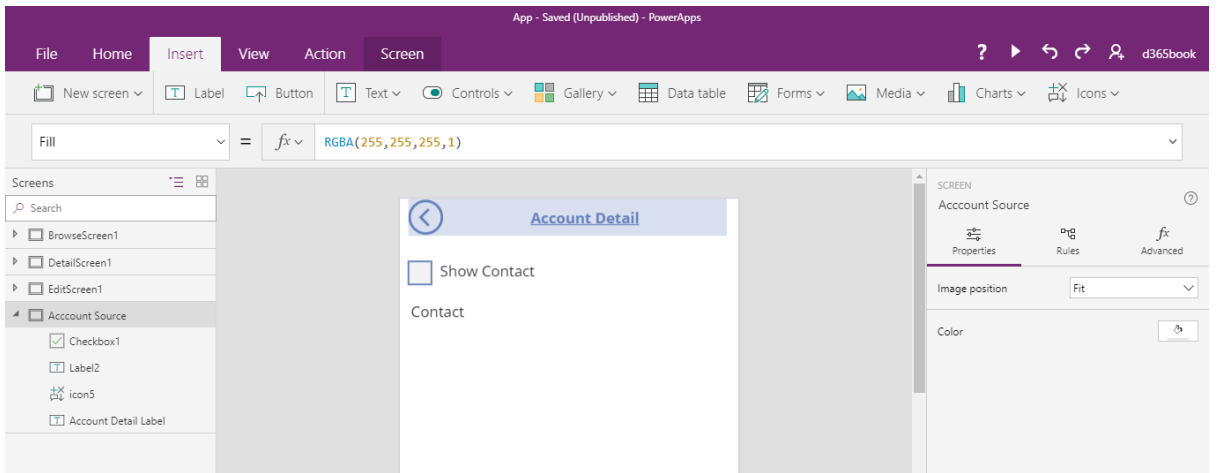 App - Saved (Unpublished) - PowerApps
File Home Insert View Action Screen ? d365book
New screen Label Button Text Controls Gallery Data table Forms Media Charts Icons
Fill = fx RGBA(255,255,255,1)
Screens
Search
BrowseScreen1
DetailScreen1
EditScreen1
Acccount Source
Checkbox1
Label2
icon5
Account Detail Label
Account Detail
Show Contact
Contact
SCREEN
Acccount Source
Properties Rules Advanced
Image position Fit
Color